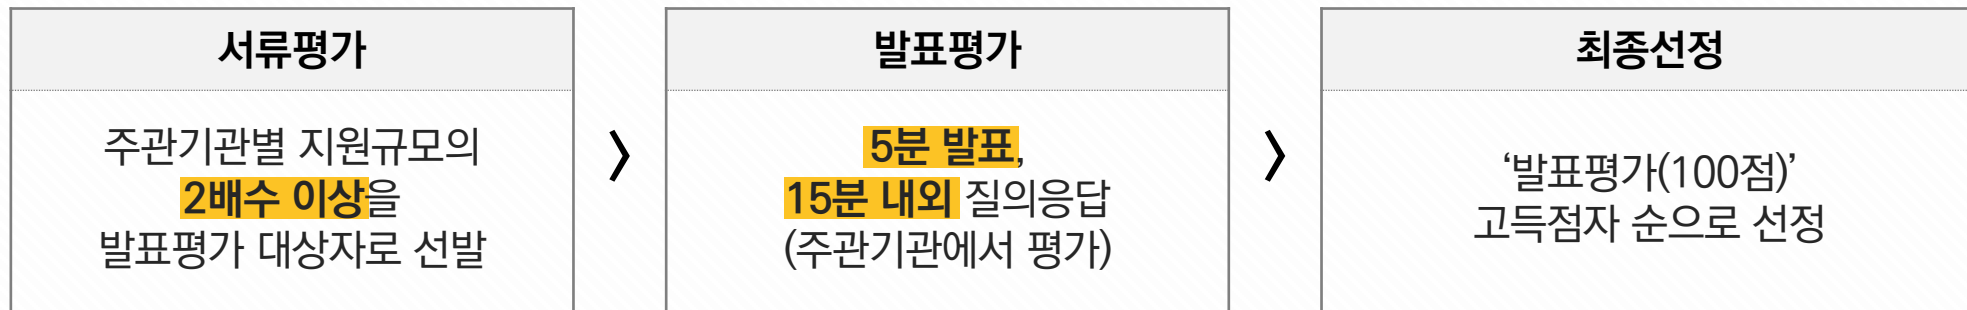 서류평가
주관기관별 지원규모의
2배수 이상을
발표평가 대상자로 선발
〉
발표평가
5분 발표,
15분 내외 질의응답
(주관기관에서 평가)
〉
최종선정
‘발표평가(100점)’
고득점자 순으로 선정